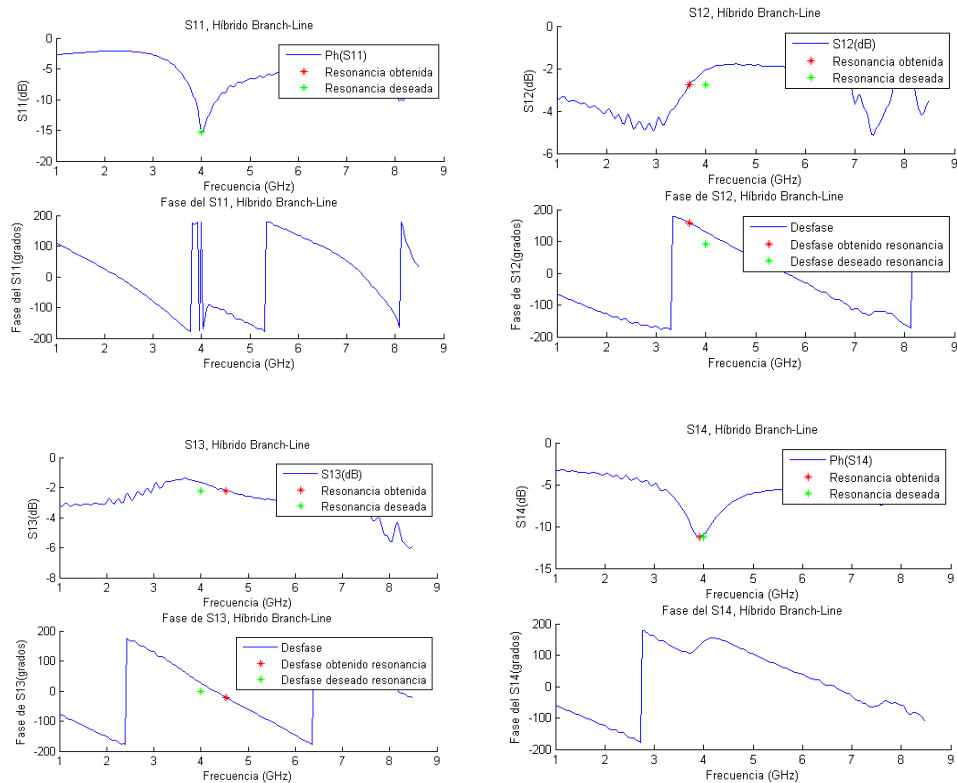 S11, Híbrido Branch-Line
0
-5
-10
-15
-20
S11(dB)
Ph(S11)
Resonancia obtenida
Resonancia deseada
1 2 3 4 5 6 7 8 9
Frecuencia (GHz)
Fase del S11, Híbrido Branch-Line
200
100
0
-100
-200
Fase del S11(grados)
1 2 3 4 5 6 7 8 9
Frecuencia (GHz)
S12, Híbrido Branch-Line
0
-2
-4
-6
S12(dB)
S12(dB)
Resonancia obtenida
Resonancia deseada
1 2 3 4 5 6 7 8 9
Frecuencia (GHz)
Fase de S12, Híbrido Branch-Line
200
100
0
-100
-200
Fase de S12(grados)
Desfase
Desfase obtenido resonancia
Desfase deseado resonancia
1 2 3 4 5 6 7 8 9
Frecuencia (GHz)
S13, Híbrido Branch-Line
0
-2
-4
-6
-8
S13(dB)
S13(dB)
Resonancia obtenida
Resonancia deseada
1 2 3 4 5 6 7 8 9
Frecuencia (GHz)
Fase de S13, Híbrido Branch-Line
200
100
0
-100
-200
Fase de S13(grados)
Desfase
Desfase obtenido resonancia
Desfase deseado resonancia
1 2 3 4 5 6 7 8 9
Frecuencia (GHz)
S14, Híbrido Branch-Line
0
-5
-10
-15
S14(dB)
Ph(S14)
Resonancia obtenida
Resonancia deseada
1 2 3 4 5 6 7 8 9
Frecuencia (GHz)
Fase del S14, Híbrido Branch-Line
200
100
0
-100
-200
Fase del S14(grados)
1 2 3 4 5 6 7 8 9
Frecuencia (GHz)